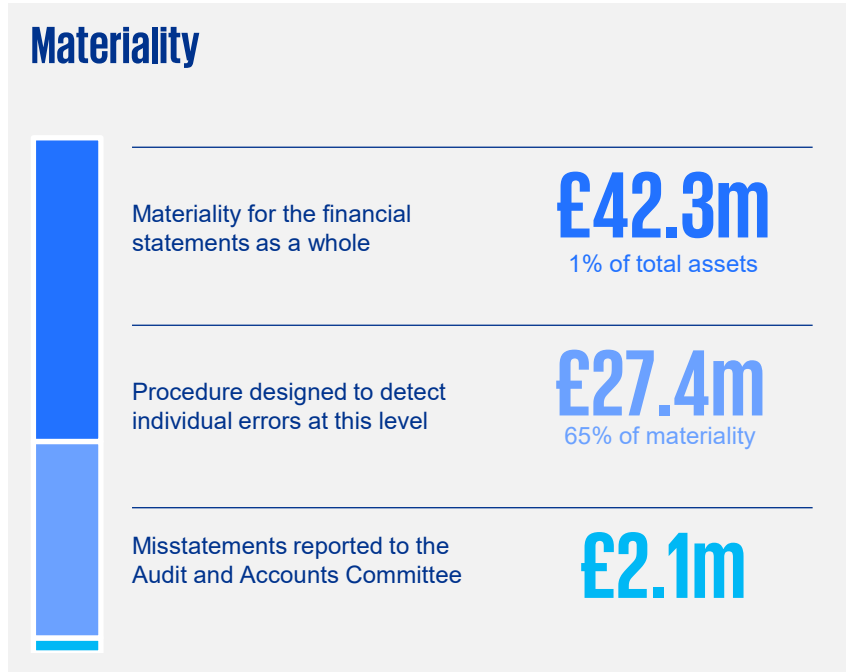 Materiality
Materiality for the financial
statements as a whole
£42.3m
1% of total assets
Procedure designed to detect
individual errors at this level
£27.4m
65% of materiality
Misstatements reported to the
Audit and Accounts Committee
£2.1m